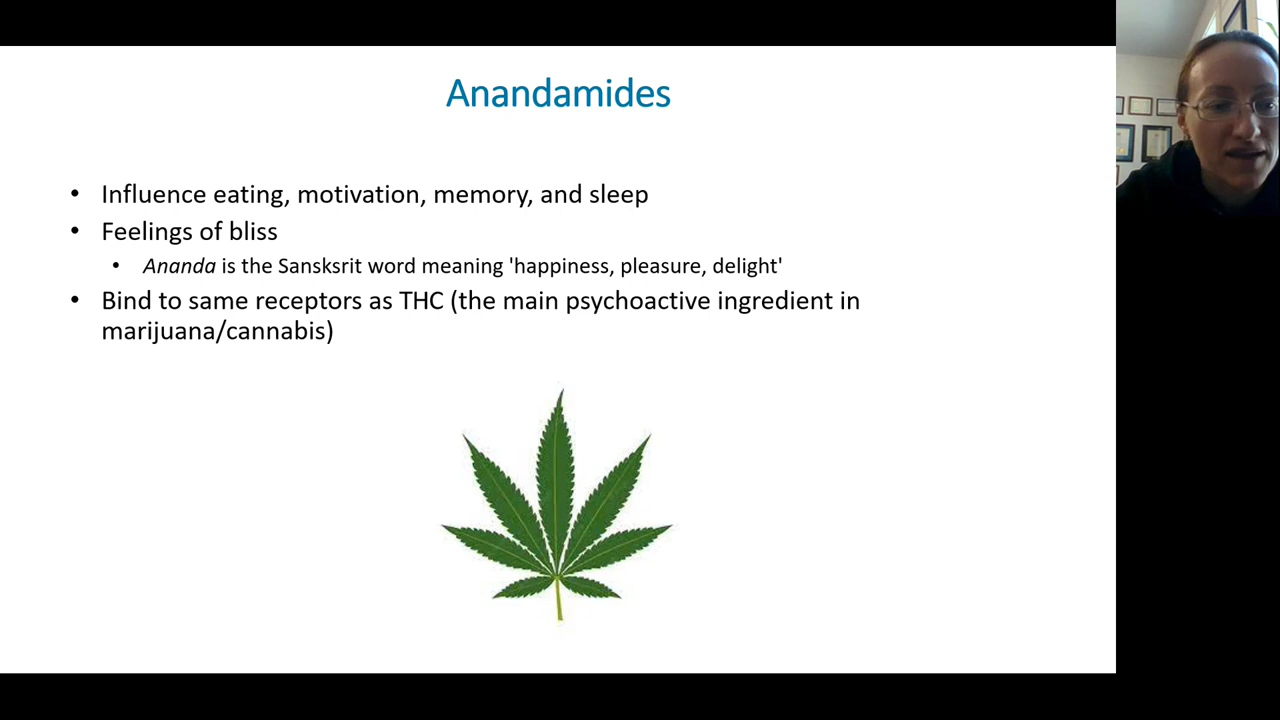 Anandamides
• Influence eating, motivation, memory, and sleep
• Feelings of bliss
• Ananda is the Sansksrit word meaning 'happiness, pleasure, delight'
• Bind to same receptors as THC (the main psychoactive ingredient in
marijuana/cannabis)